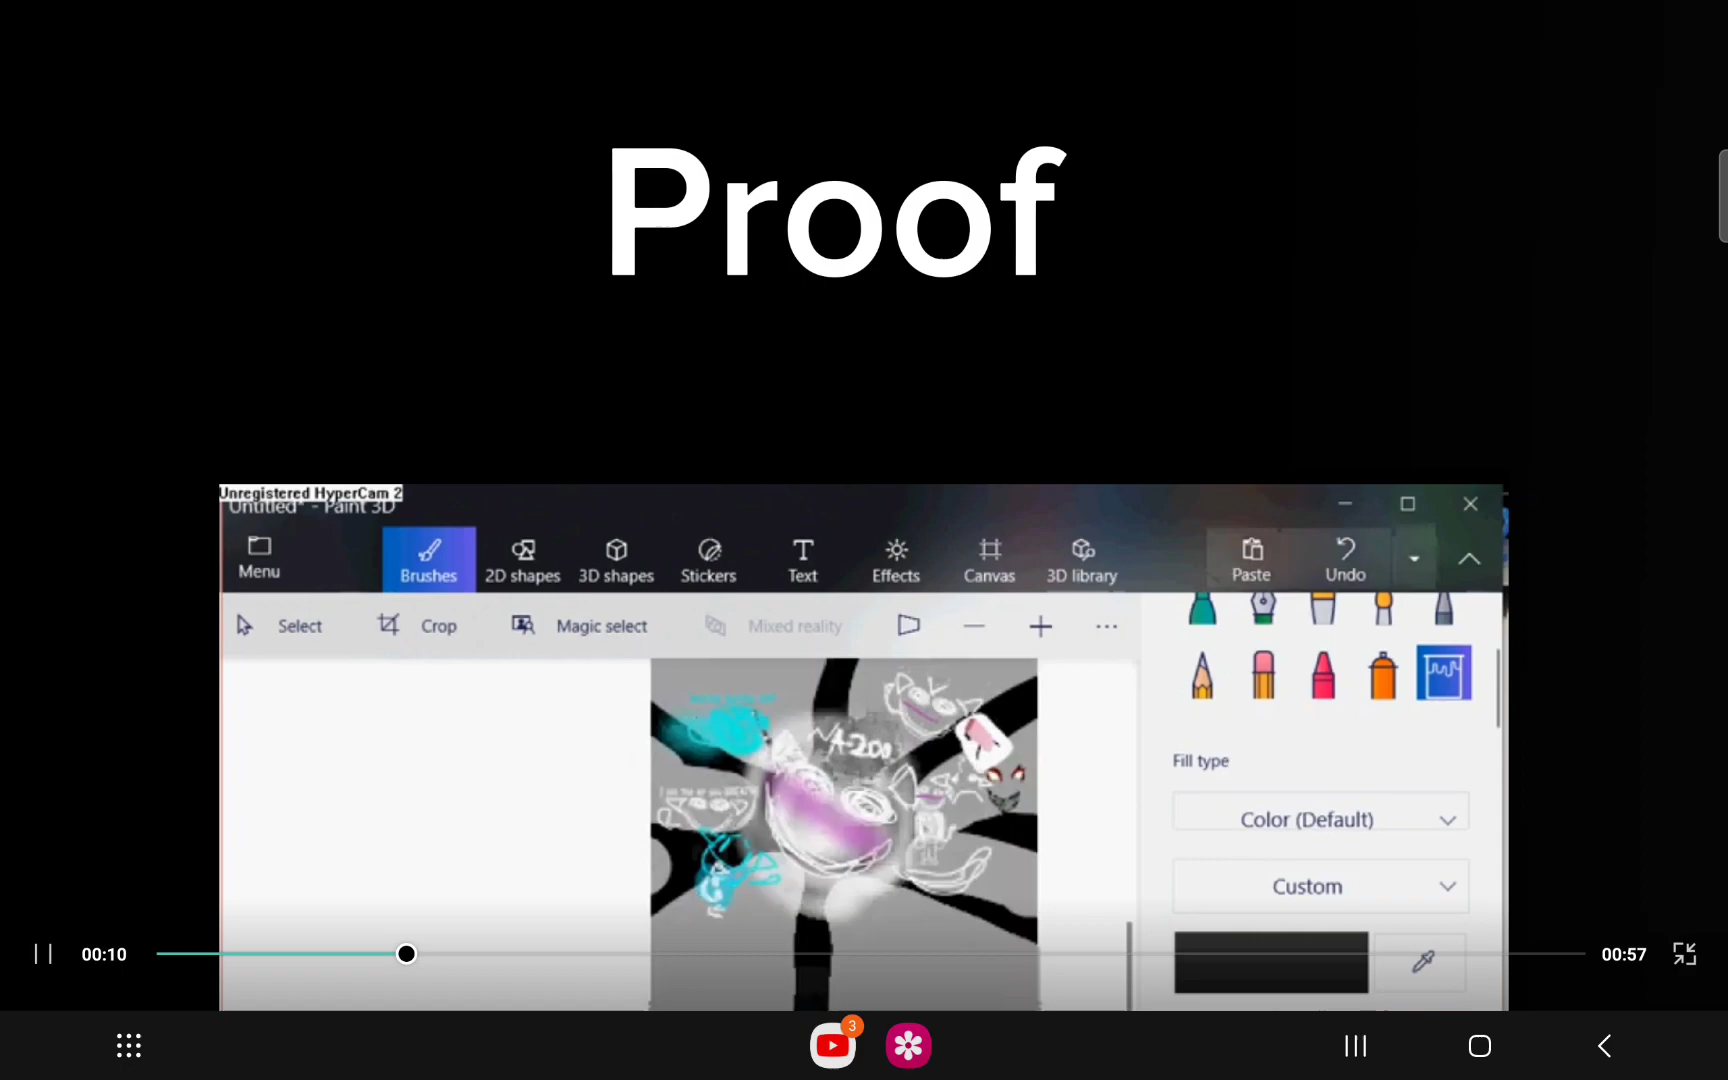 Proof
Unregistered HyperCam 2
Untitled* - Paint 3D
Menu
Brushes
2D shapes
3D shapes
Stickers
Text
Effects
Canvas
3D library
Paste
Undo
Select
Crop
Magic select
Mixed reality
A-200
Fill type
Color (Default)
Custom
00:10
00:57
3